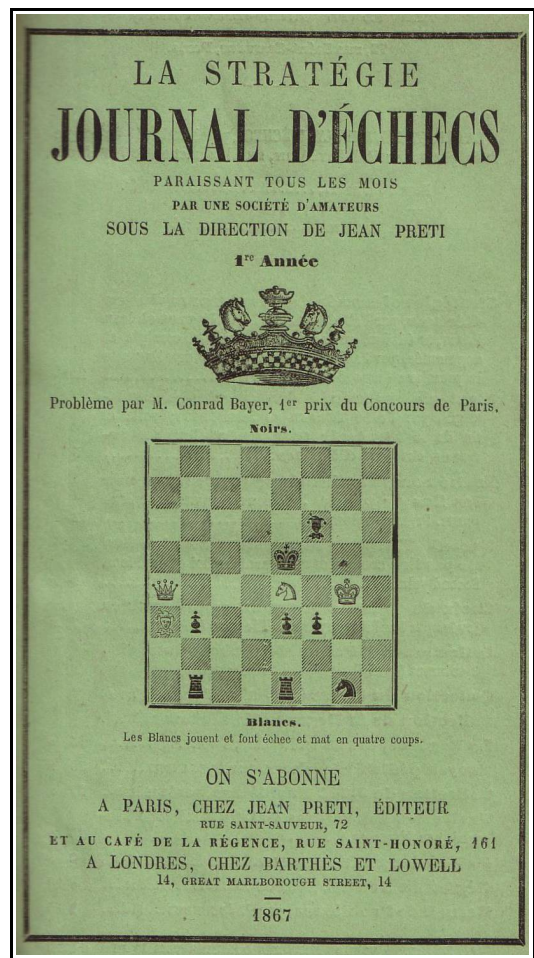 LA STRATÉGIE
JOURNAL D'ÉCHECS
PARAISSANT TOUS LES MOIS
PAR UNE SOCIÉTÉ D'AMATEURS
SOUS LA DIRECTION DE JEAN PRETI
1re Année
Problème par M. Conrad Bayer, 1er prix du Concours de Paris.
Noirs.
Blancs.
Les Blancs jouent et font échec et mat en quatre coups.
ON S'ABONNE
A PARIS, CHEZ JEAN PRETI, ÉDITEUR
RUE SAINT-SAUVEUR, 72
ET AU CAFÉ DE LA RÉGENCE, RUE SAINT-HONORÉ, 161
A LONDRES, CHEZ BARTHÈS ET LOWELL
14, GREAT MARLBOROUGH STREET, 14
1867